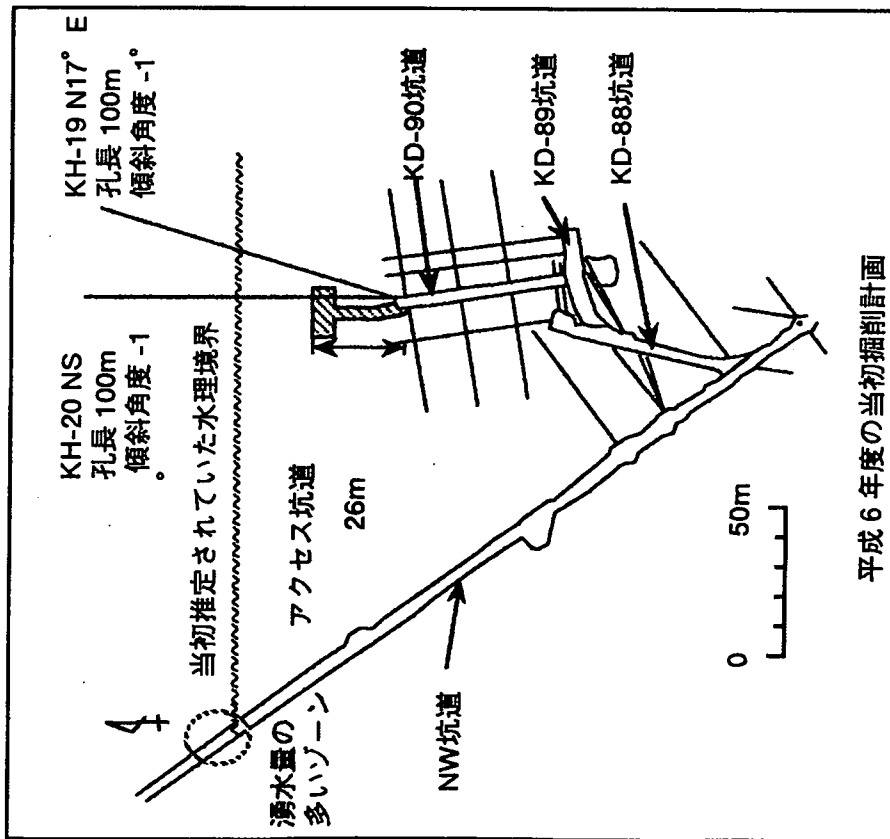 KH-20 NS
孔長 100m
傾斜角度 -1
°
KH-19 N17° E
孔長 100m
傾斜角度 -1°
当初推定されていた水理境界
アクセス坑道
26m
湧水量の
多いゾーン
NW坑道
KD-90坑道
KD-89坑道
KD-88坑道
0
50m
平成 6 年度の当初掘削計画